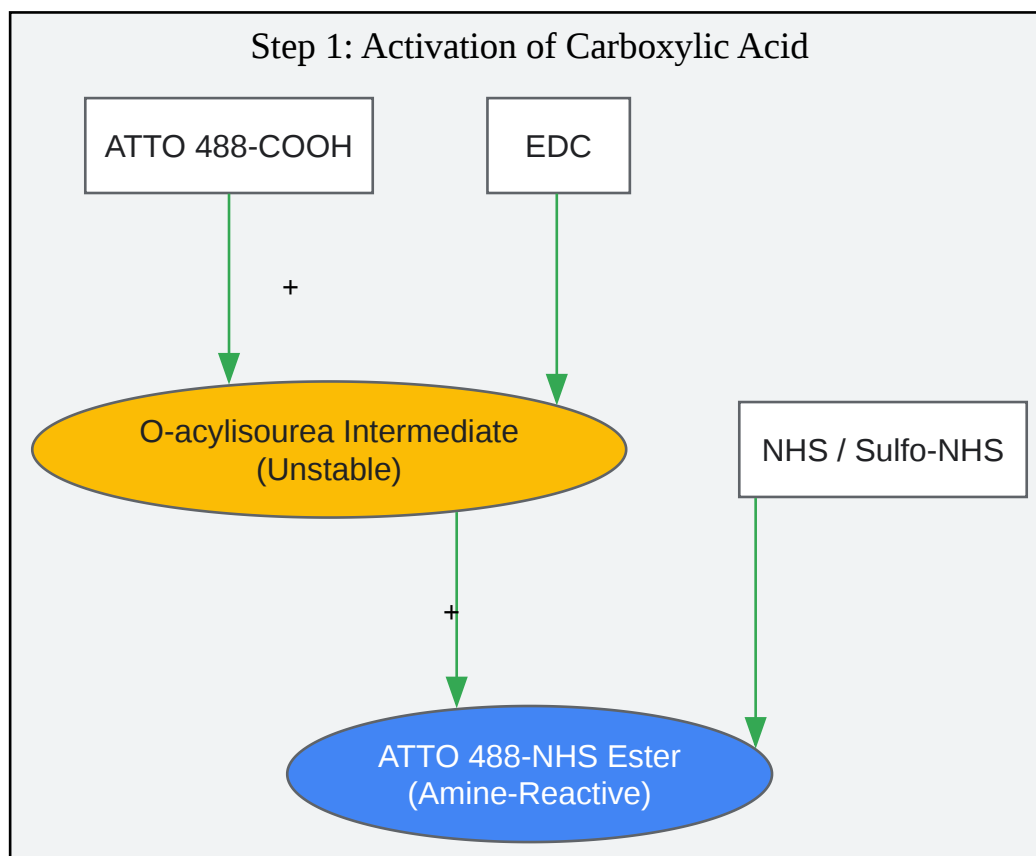 Step 1: Activation of Carboxylic Acid
ATTO 488-COOH
EDC
+
O-acylisourea Intermediate
(Unstable)
NHS / Sulfo-NHS
+
ATTO 488-NHS Ester
(Amine-Reactive)